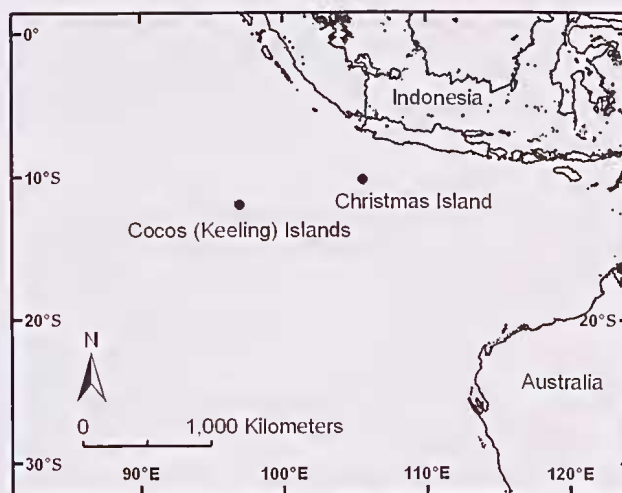 0°
Indonesia
10°S
Christmas Island
Cocos (Keeling) Islands
20°S
20°S
N
Australia
0
1,000 Kilometers
30°S
90°E
100°E
110°E
120°E